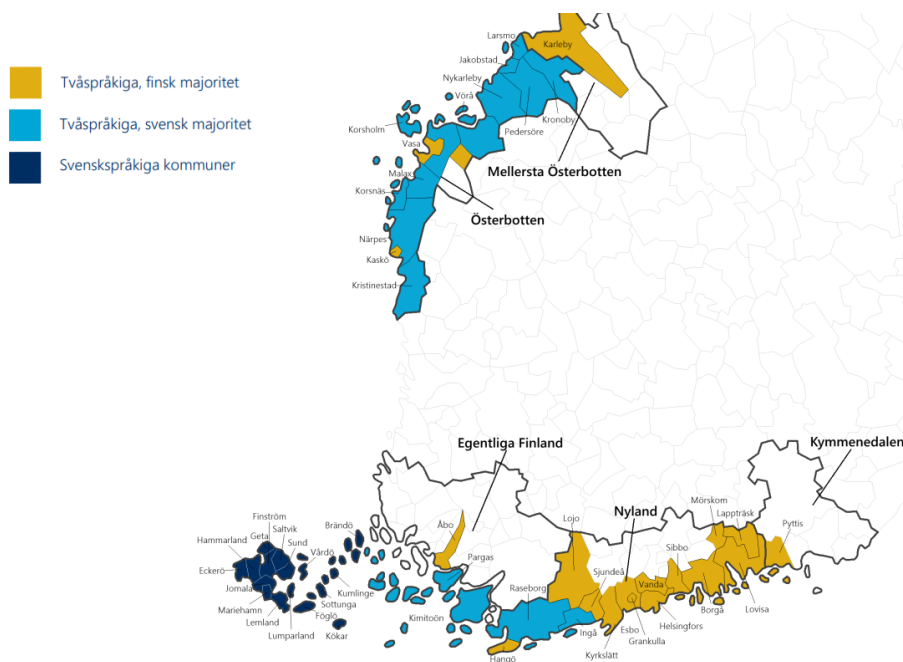 Tvåspråkiga, finsk majoritet
Tvåspråkiga, svensk majoritet
Svenskspråkiga kommuner
Larsmo
Karleby
Jakobstad
Nykarleby
Vörå
Korsholm
Kronoby
Pedersöre
Vasa
Mellersta Österbotten
Malax
Korsnäs
Österbotten
Närpes
Kaskö
Kristinestad
Egentliga Finland
Kymmenedalen
Åbo
Nyland
Lojo
Mörskom
Lappträsk
Pyttis
Finström
Geta
Saltvik
Sund
Brändö
Hammarland
Vårdö
Eckerö
Jomala
Mariehamn
Lemland
Lumparland
Kumlinge
Sottunga
Föglö
Kökar
Pargas
Kimitoön
Raseborg
Hangö
Sjundeå
Sibbo
Vanda
Ingå
Kyrkslätt
Esbo
Grankulla
Helsingfors
Borgå
Lovisa